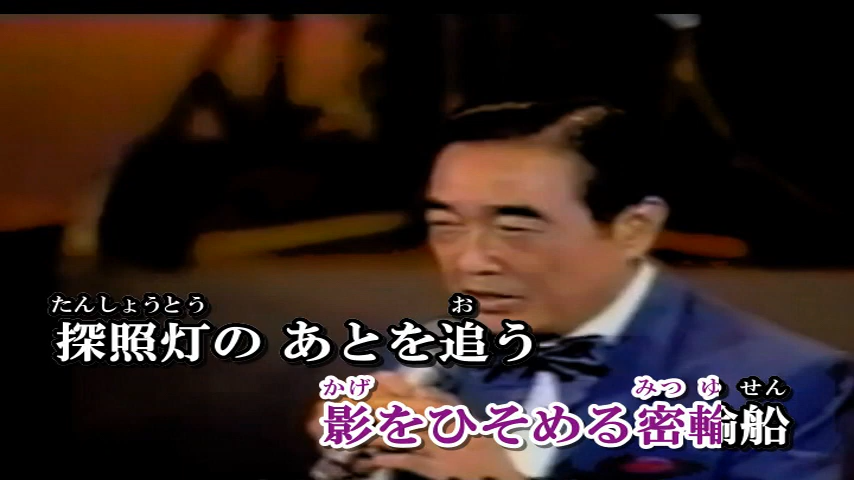 たんしょうとう お
探照灯の あとを追う
かげ みつ ゆ せん
影をひそめる密輸船